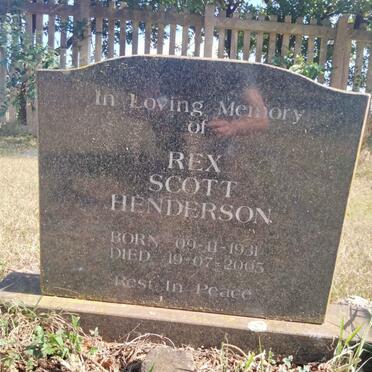 In Loving Memory
of
REX
SCOTT
HENDERSON
BORN 09-11-1931
DIED 19-07-2005
Rest In Peace